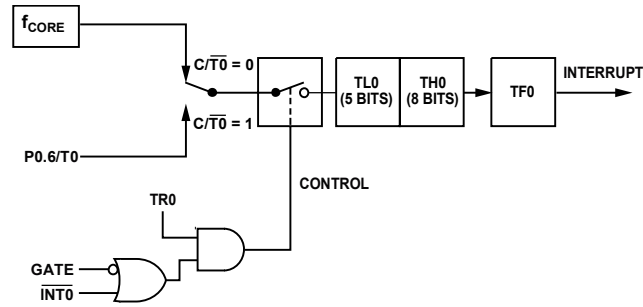 fCORE
C/T0̅ = 0
TL0
(5 BITS)
TH0
(8 BITS)
TF0
INTERRUPT
C/T0̅ = 1
P0.6/T0
CONTROL
TR0
GATE
I̅N̅T̅0̅